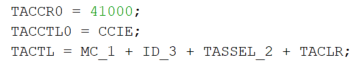 TACCR0 = 41000;
TACCTL0 = CCIE;
TACTL = MC_1 + ID_3 + TASSEL_2 + TACLR;